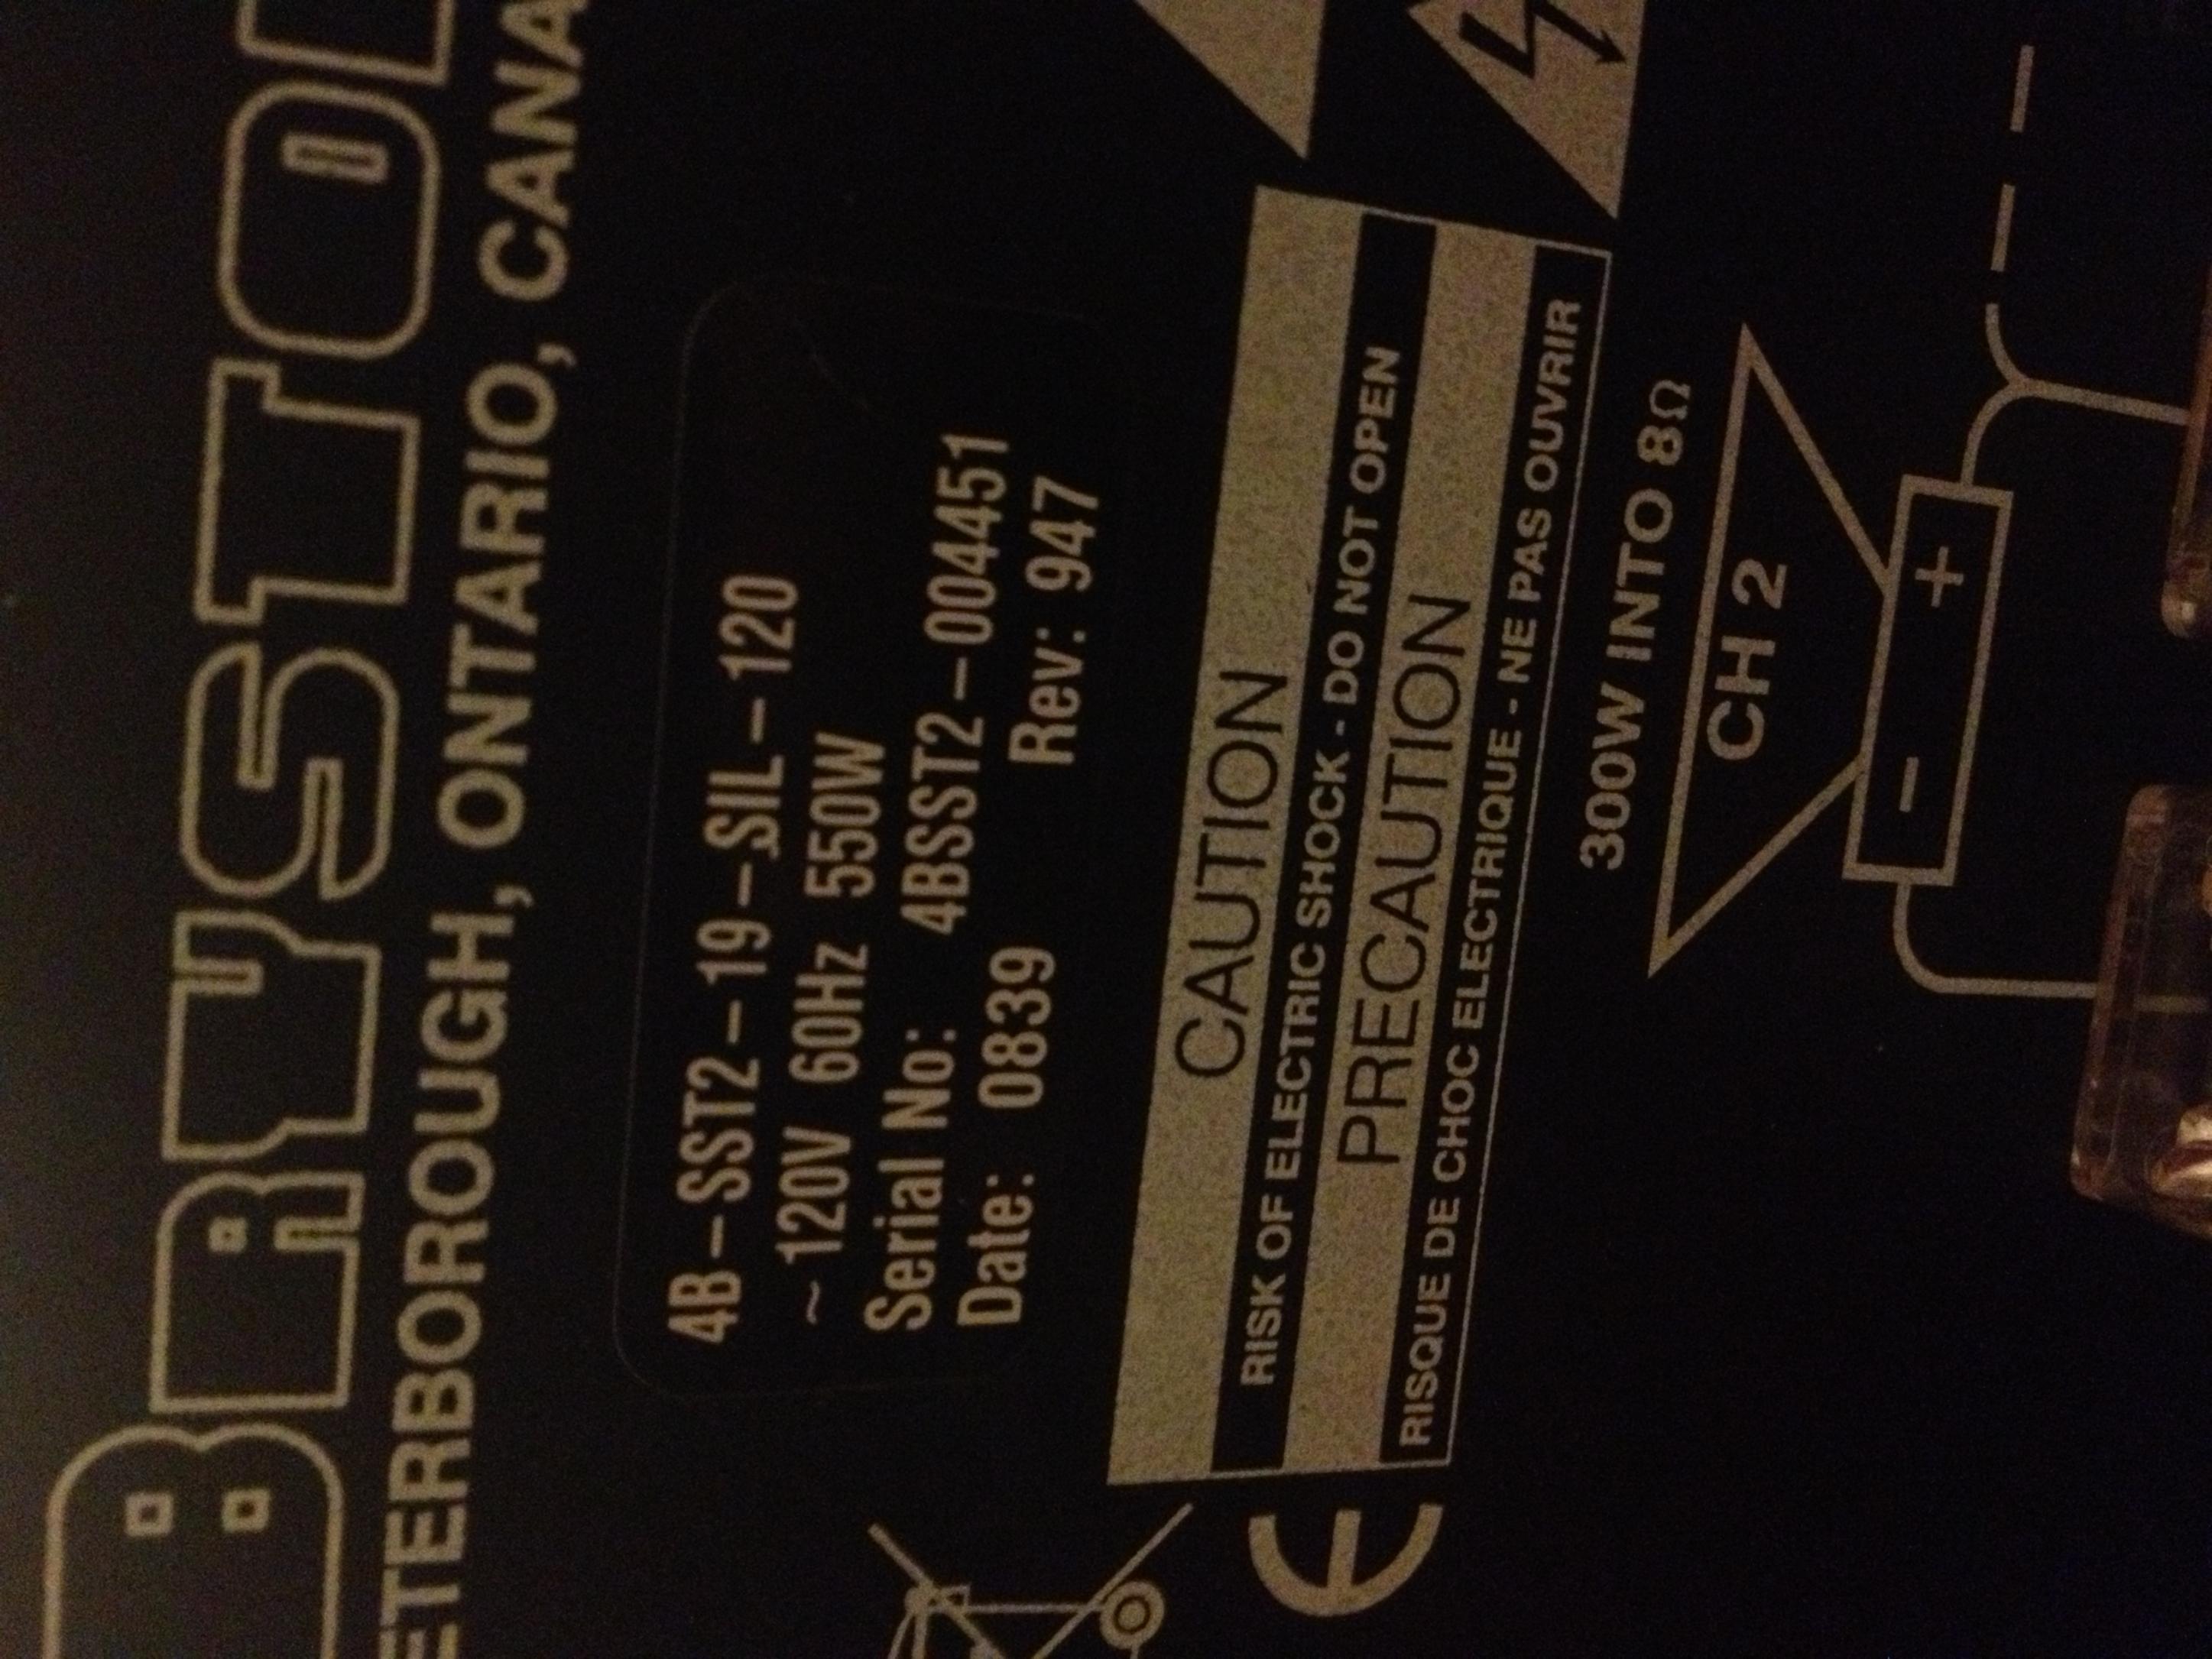 BRYSTO
ETERBOROUGH, ONTARIO, CANA
4B-SST2-19-SIL-120
~120V 60Hz 550W
Serial No: 4BSST2-004451
Date: 0839 Rev: 947
CAUTION
RISK OF ELECTRIC SHOCK - DO NOT OPEN
PRECAUTION
RISQUE DE CHOC ELECTRIQUE - NE PAS OUVRIR
CE
300W INTO 8Ω
CH 2
- +